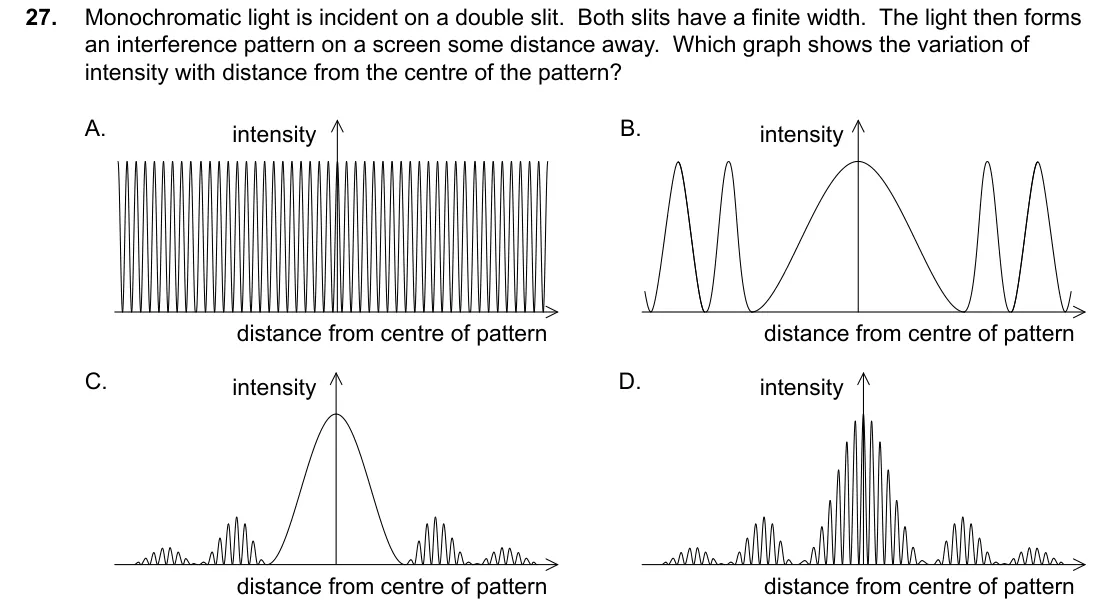 27. Monochromatic light is incident on a double slit. Both slits have a finite width. The light then forms
an interference pattern on a screen some distance away. Which graph shows the variation of
intensity with distance from the centre of the pattern?
A. intensity
distance from centre of pattern
B. intensity
distance from centre of pattern
C. intensity
distance from centre of pattern
D. intensity
distance from centre of pattern